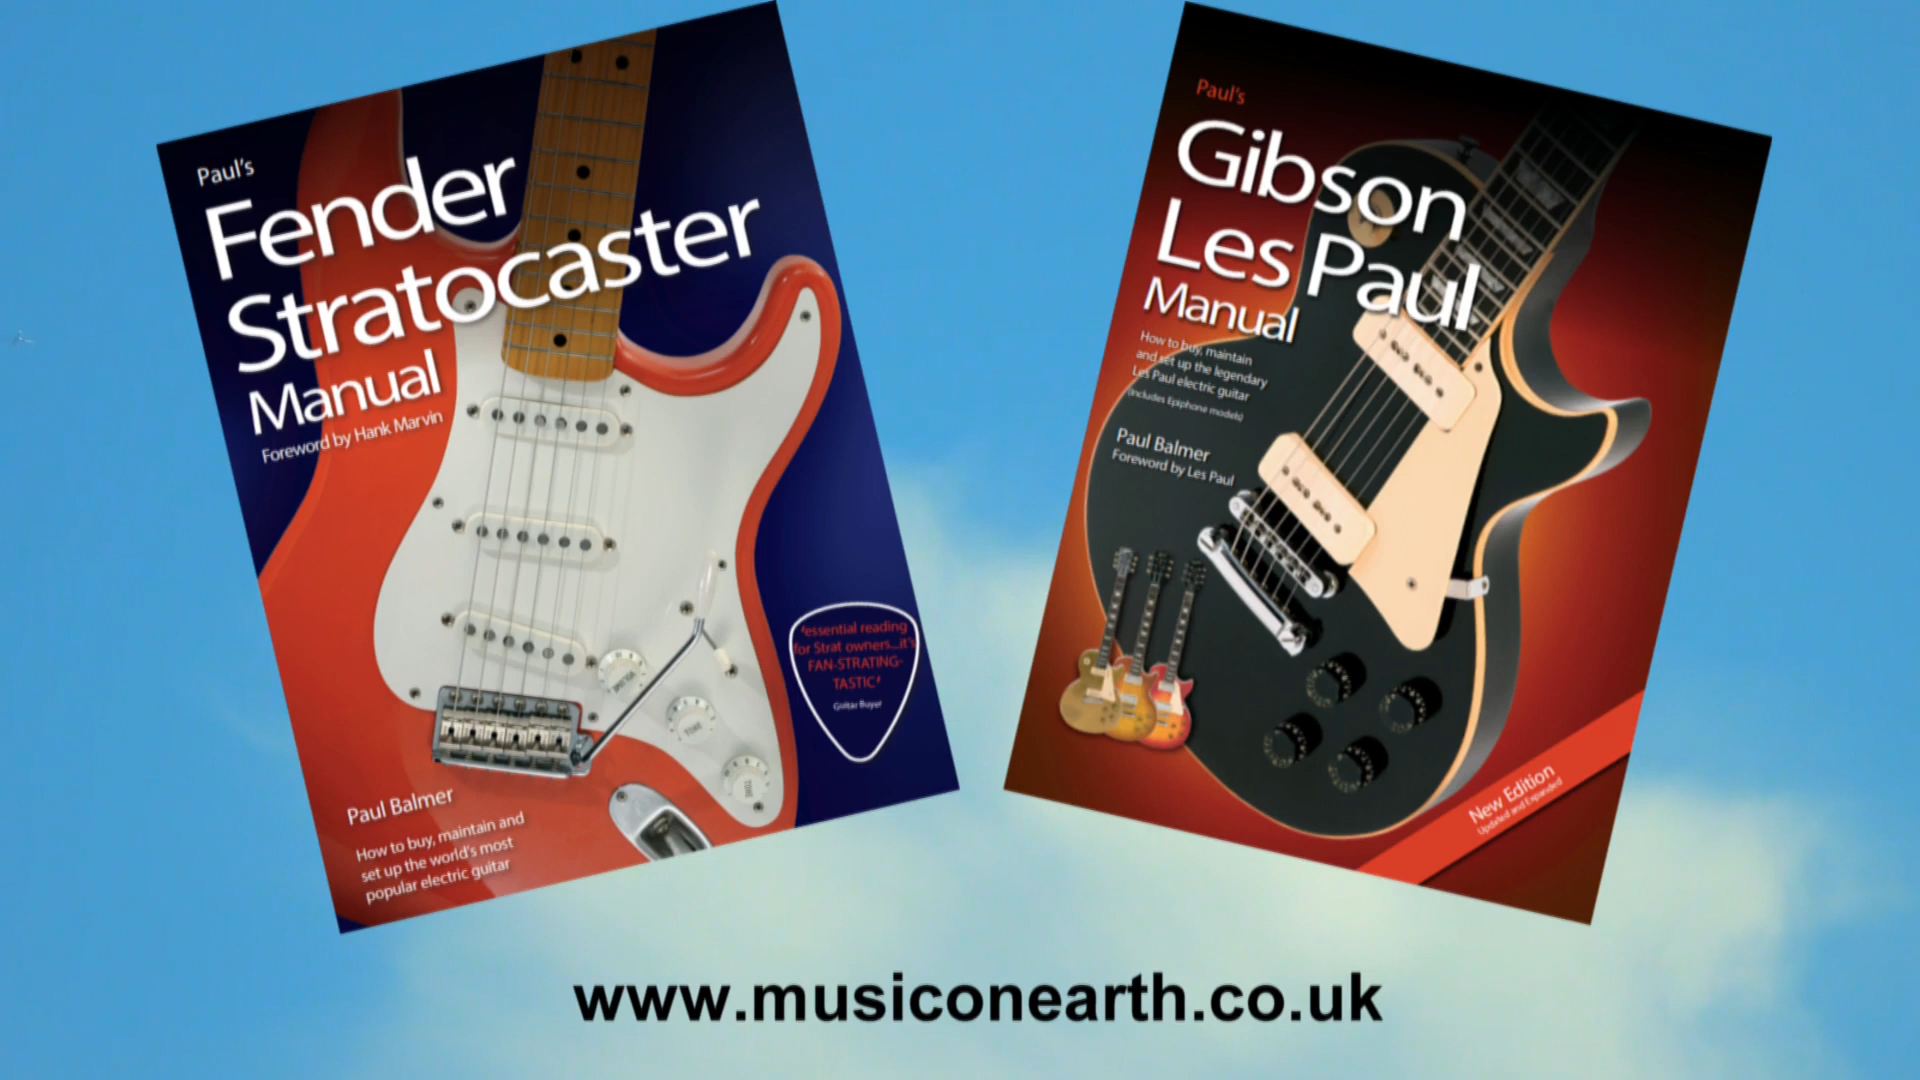 Paul's
Fender
Stratocaster
Manual
Foreword by Hank Marvin
'essential reading
for Strat owners...it's
FAN-STRATING-
TASTIC'
Guitar Buyer
Paul Balmer
How to buy, maintain and
set up the world's most
popular electric guitar
Paul's
Gibson
Les Paul
Manual
How to buy, maintain
and set up the legendary
Les Paul electric guitar
(includes Epiphone models)
Paul Balmer
Foreword by Les Paul
New Edition
Updated and Expanded
www.musiconearth.co.uk